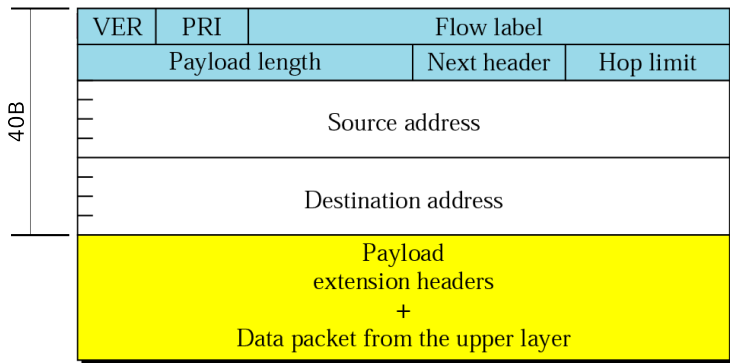 VER PRI Flow label
Payload length Next header Hop limit
40B
Source address
Destination address
Payload
extension headers
+
Data packet from the upper layer